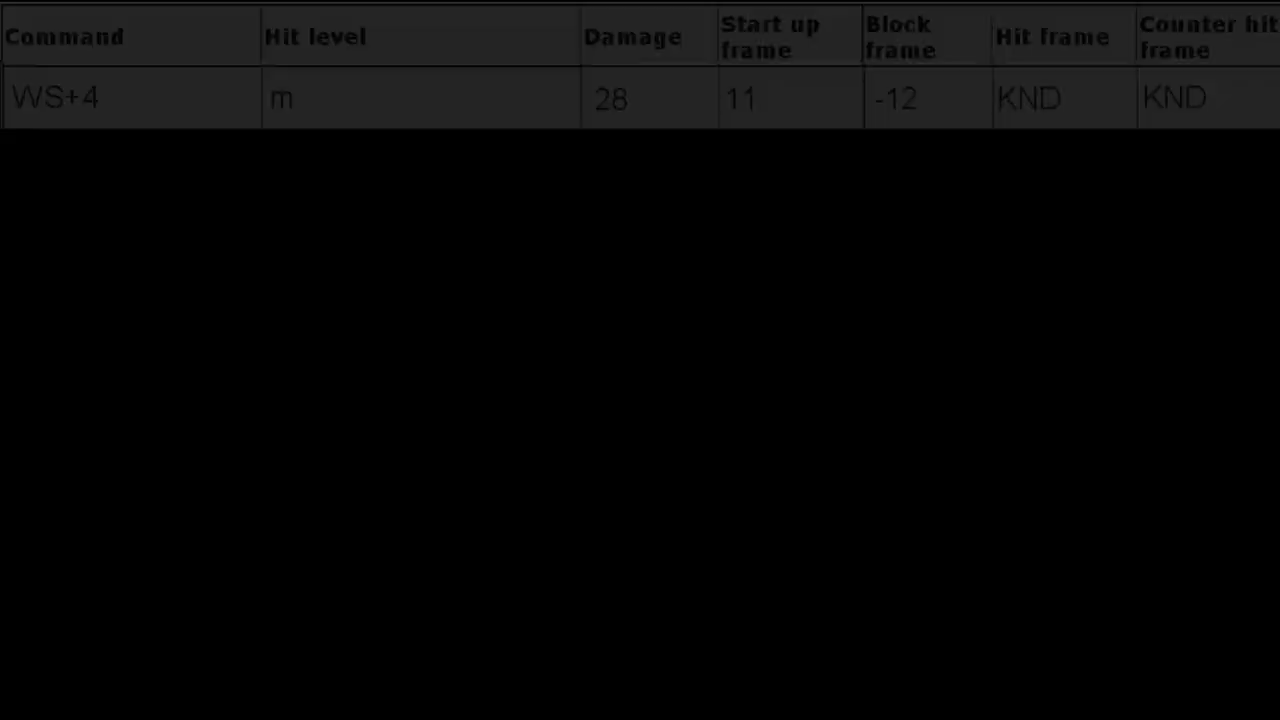 Command Hit level Damage Start up frame Block frame Hit frame Counter hit frame
WS+4 m 28 11 -12 KND KND